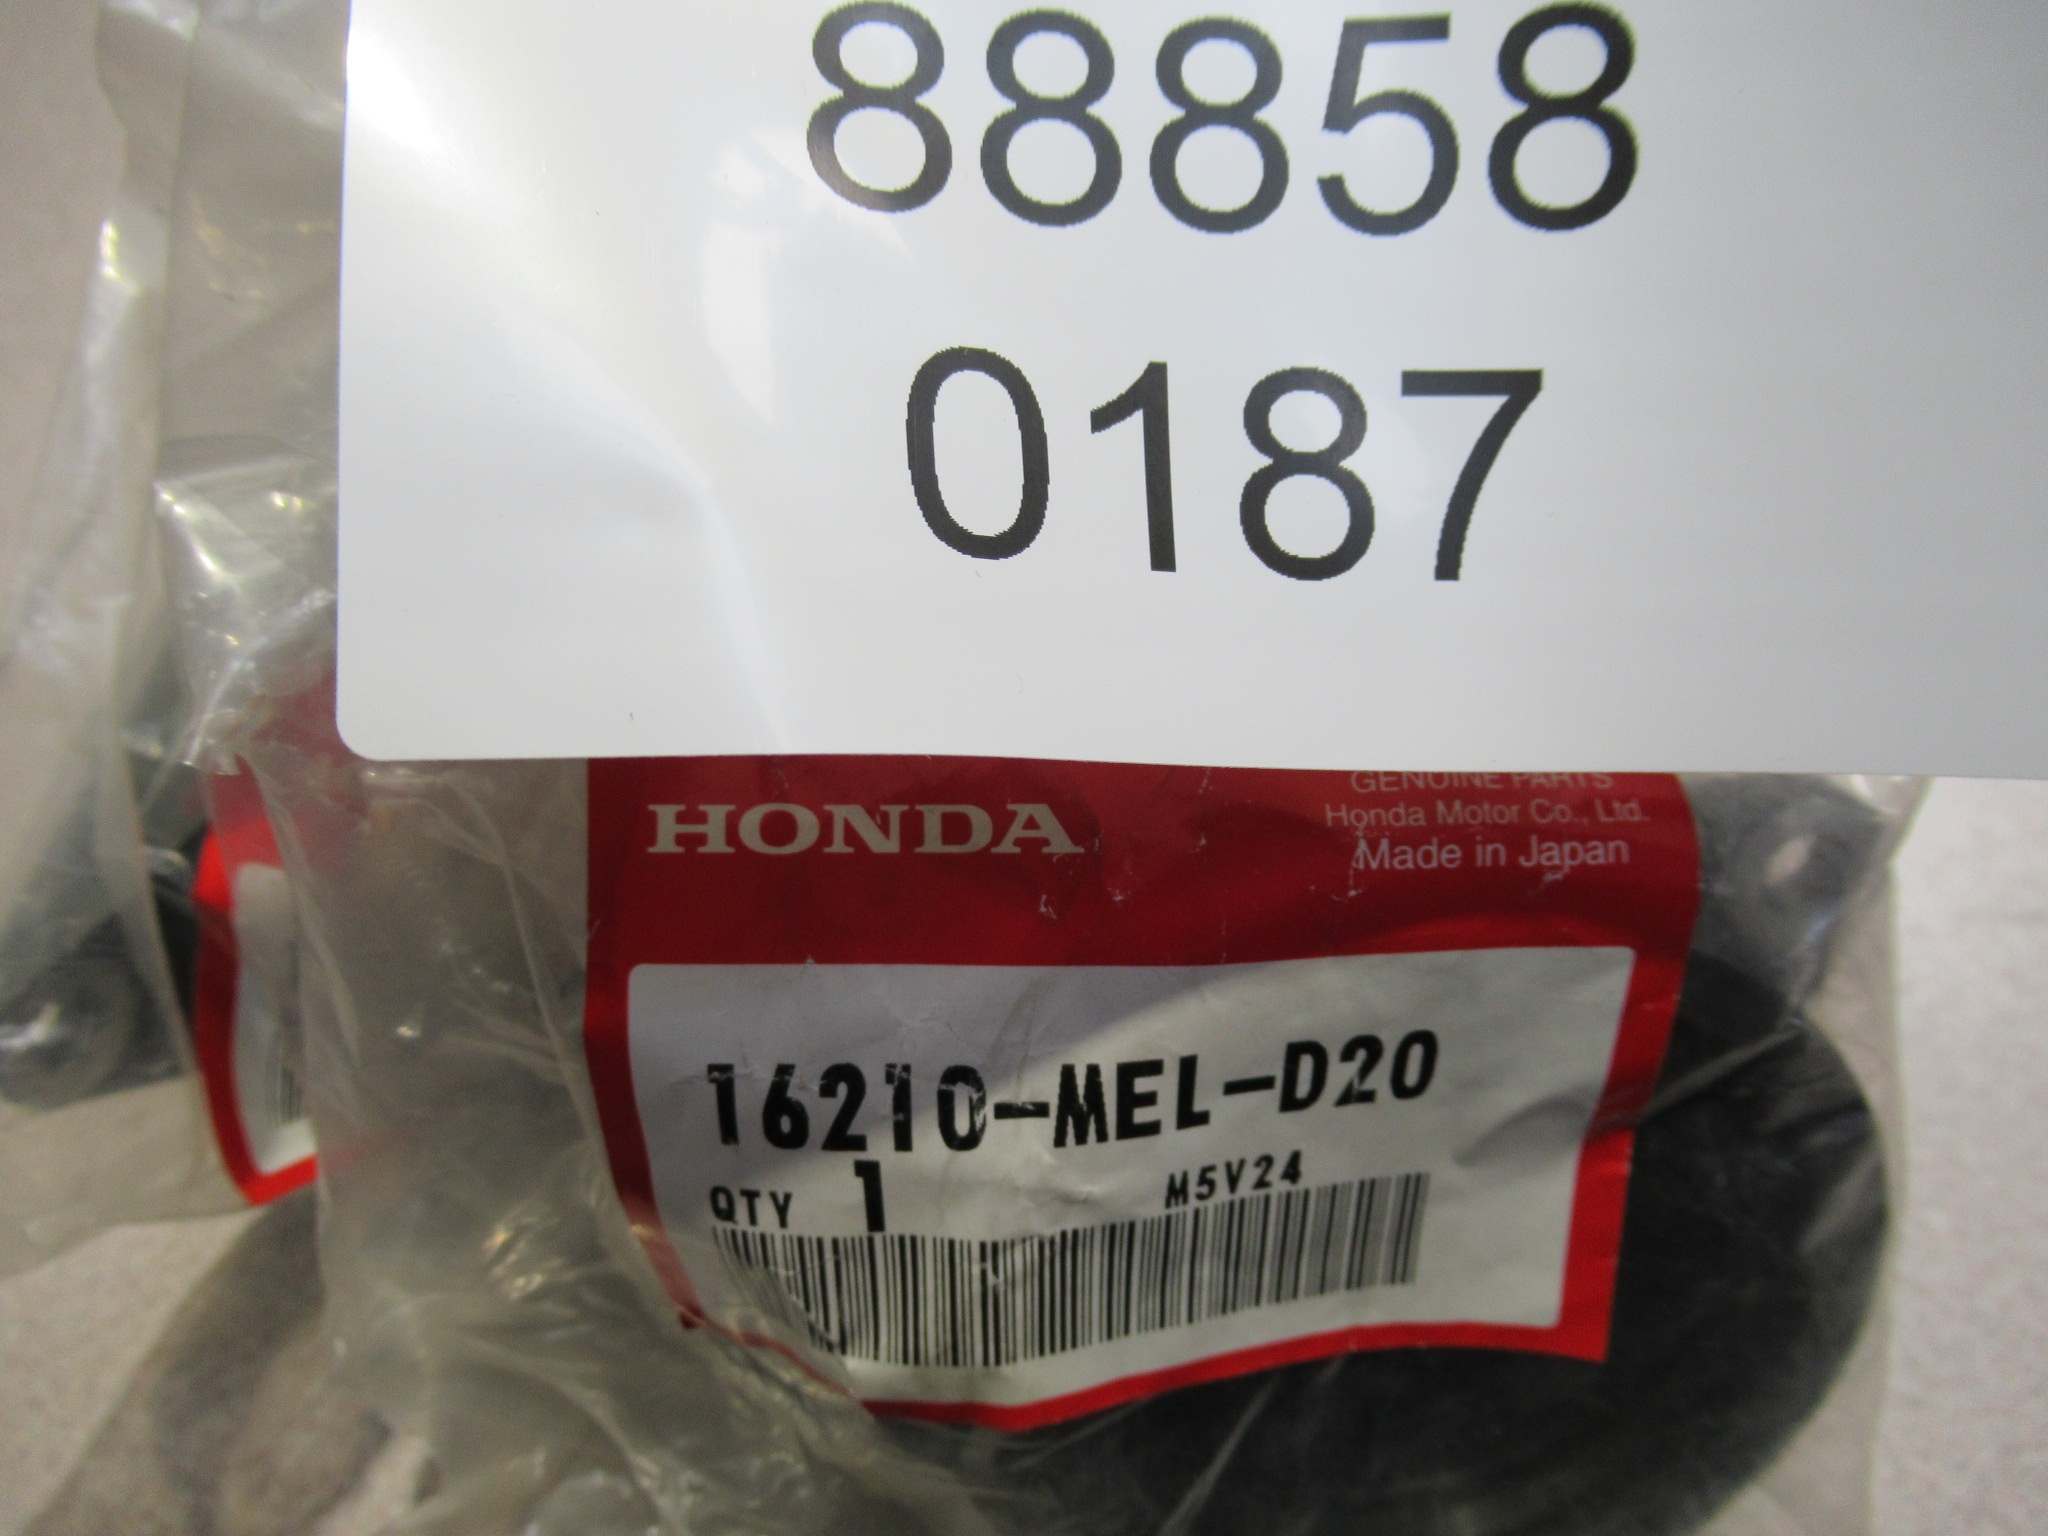 88858
0187
GENUINE PARTS
HONDA
Honda Motor Co., Ltd.
Made in Japan
16210-MEL-D20
QTY 1 M5V24